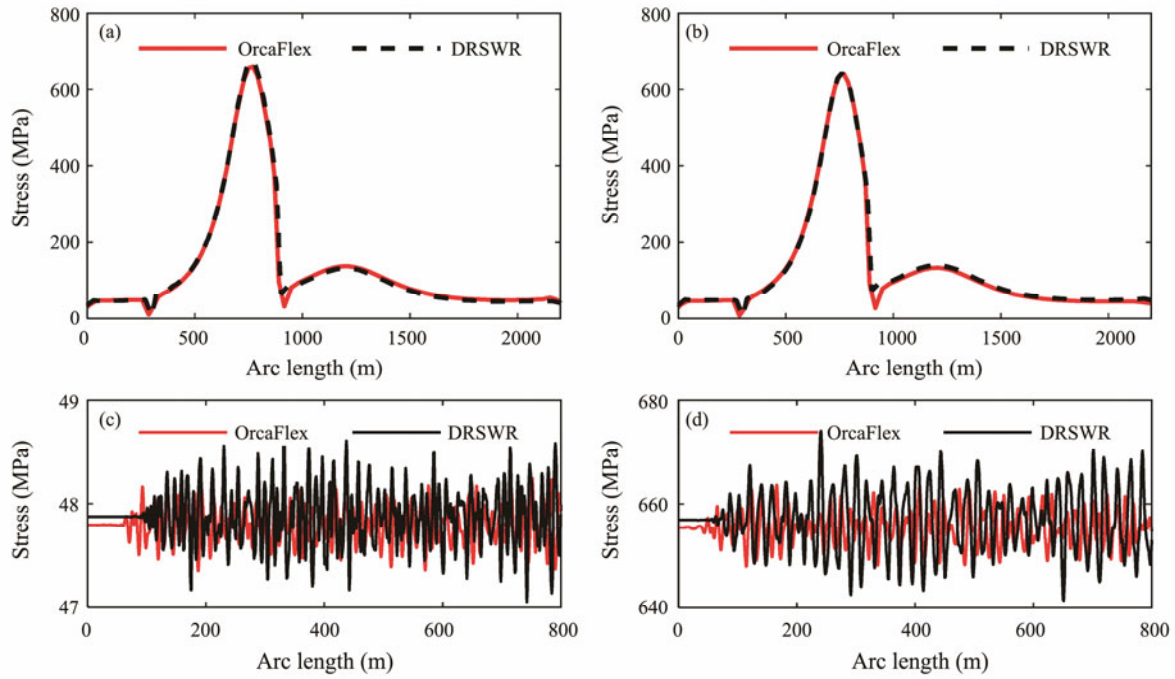 (a) OrcaFlex DRSWR
800
600
400
200
0
Stress (MPa)
0 500 1000 1500 2000
Arc length (m)
(b) OrcaFlex DRSWR
800
600
400
200
0
Stress (MPa)
0 500 1000 1500 2000
Arc length (m)
(c) OrcaFlex DRSWR
49
48
47
Stress (MPa)
0 200 400 600 800
Arc length (m)
(d) OrcaFlex DRSWR
680
660
640
Stress (MPa)
0 200 400 600 800
Arc length (m)